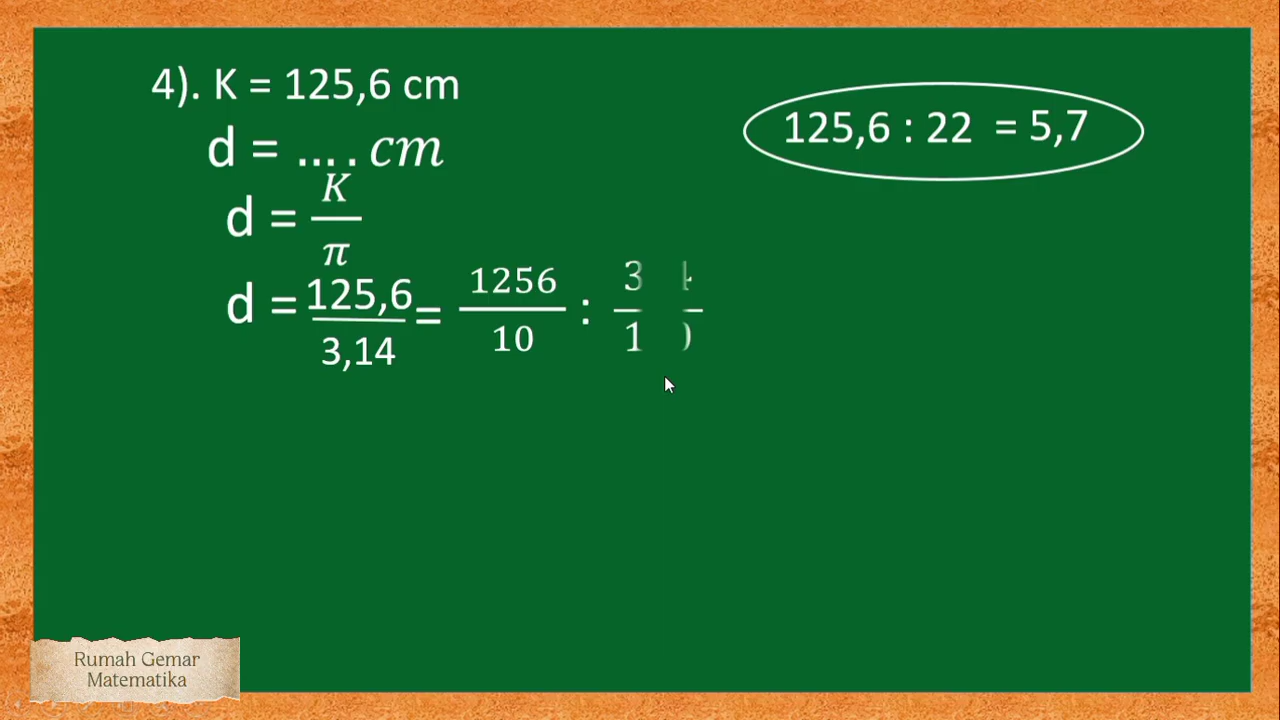 4). K = 125,6 cm
125,6 : 22 = 5,7
d = ... . cm
d = K/π
d = 125,6/3,14 = 1256/10 :
Rumah Gemar
Matematika